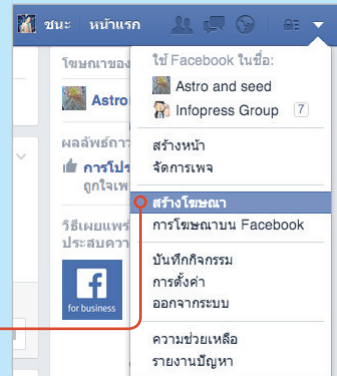 ชนะ หน้าแรก
โฆษณาของ
Astro
ผลลัพธ์ถาว
การโปร
ถูกใจเพ
วิธีเผยแพร่
ประสบควา
for business
ใช้ Facebook ในชื่อ:
Astro and seed
Infopress Group 7
สร้างหน้า
จัดการเพจ
สร้างโฆษณา
การโฆษณาบน Facebook
บันทึกกิจกรรม
การตั้งค่า
ออกจากระบบ
ความช่วยเหลือ
รายงานปัญหา